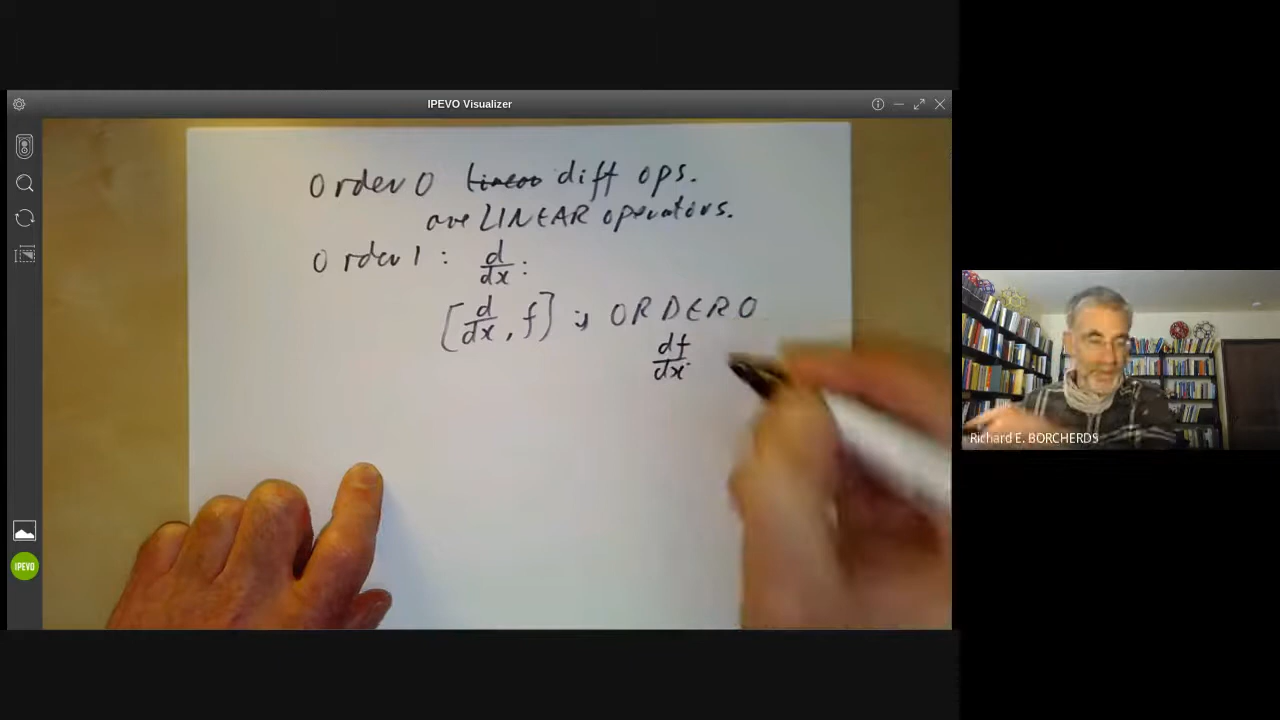 IPEVO Visualizer
Order 0 linear diff ops.
are LINEAR operators.
Order 1 : d/dx :
[d/dx, f] is ORDER 0
df/dx
IPEVO
Richard E. BORCHERDS